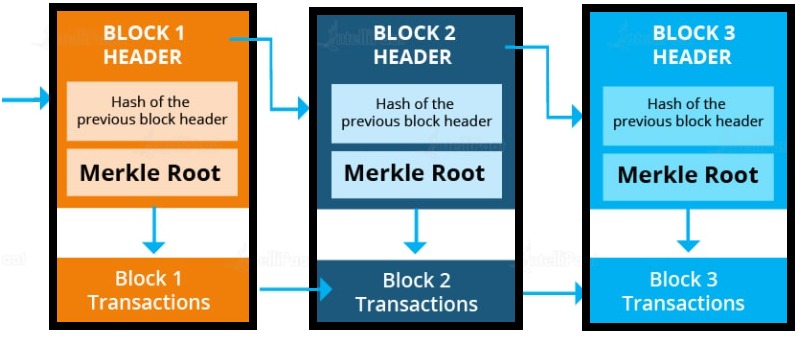 BLOCK 1
HEADER
Hash of the
previous block header
Merkle Root
Block 1
Transactions
BLOCK 2
HEADER
Hash of the
previous block header
Merkle Root
Block 2
Transactions
BLOCK 3
HEADER
Hash of the
previous block header
Merkle Root
Block 3
Transactions